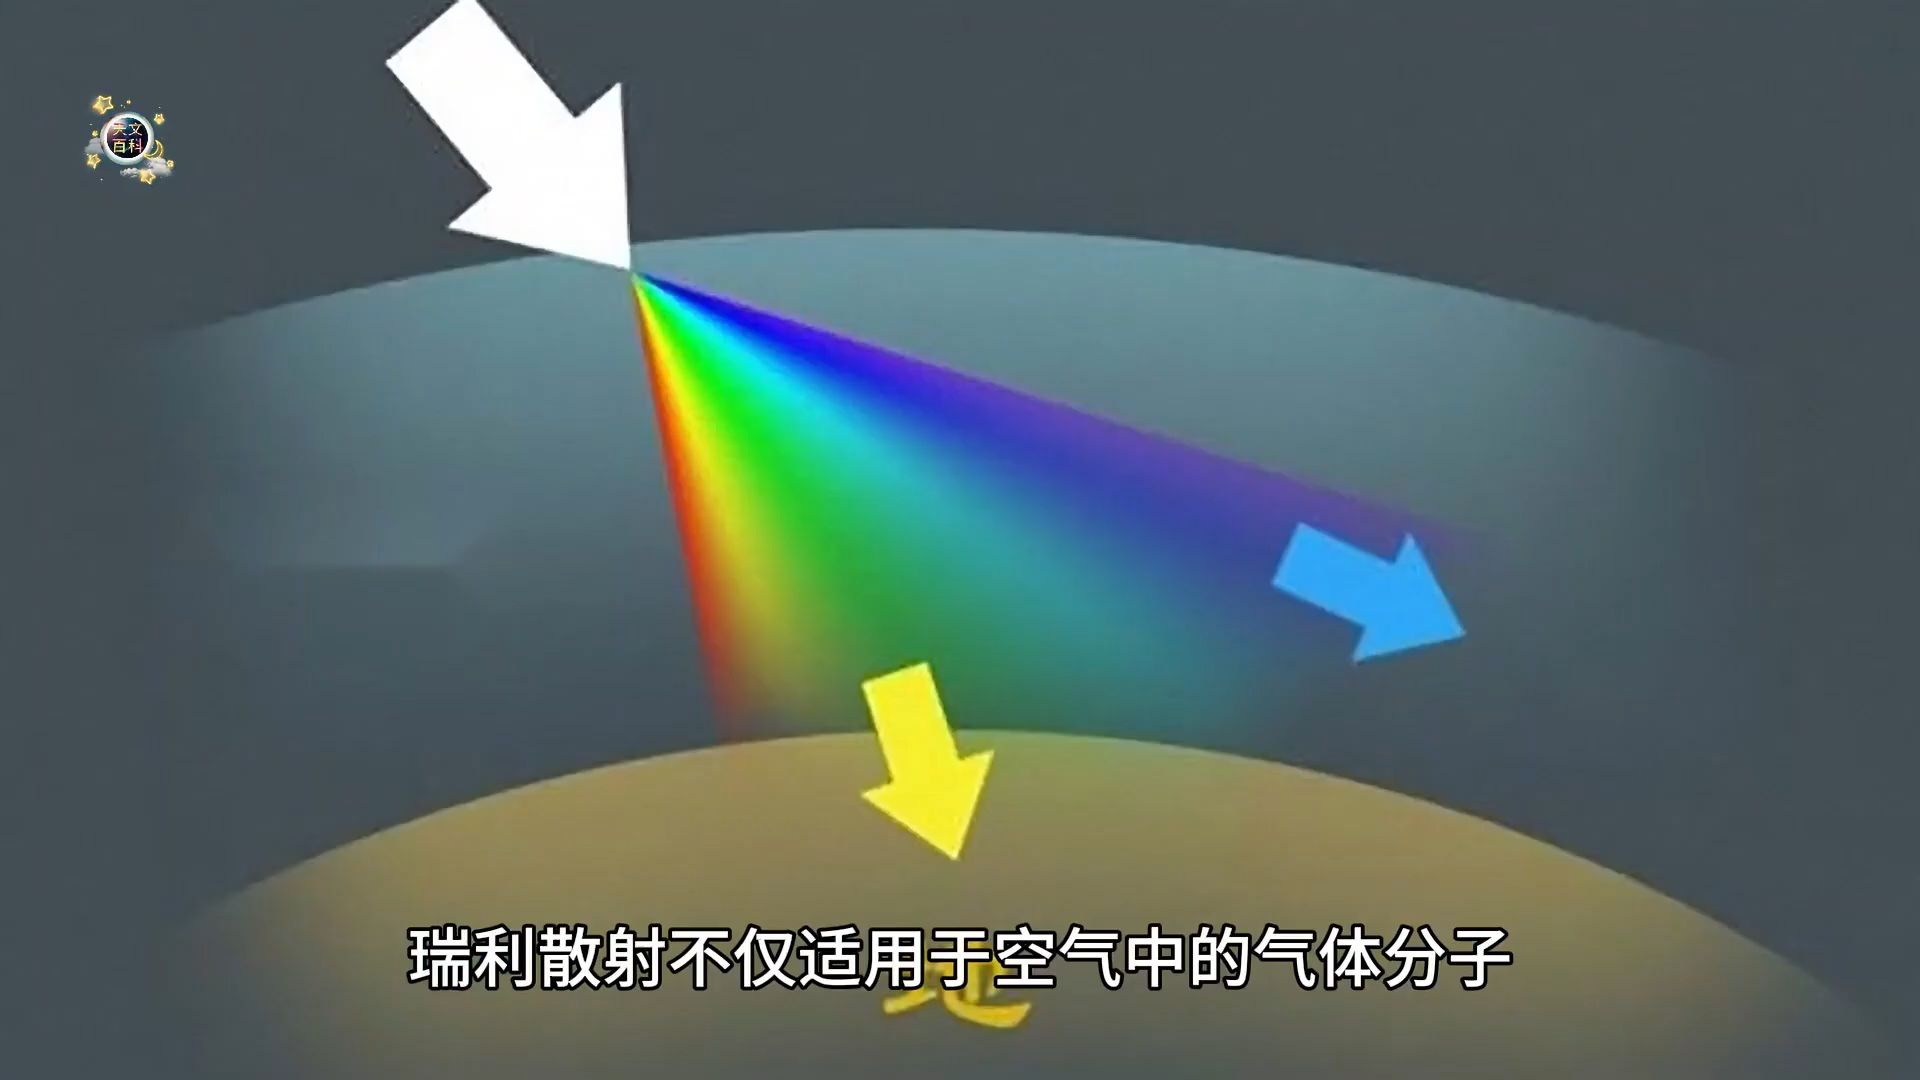 天文
百科
瑞利散射不仅适用于空气中的气体分子